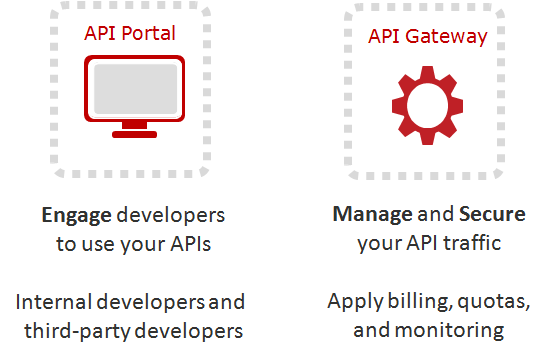 API Portal
Engage developers
to use your APIs
Internal developers and
third-party developers
API Gateway
Manage and Secure
your API traffic
Apply billing, quotas,
and monitoring